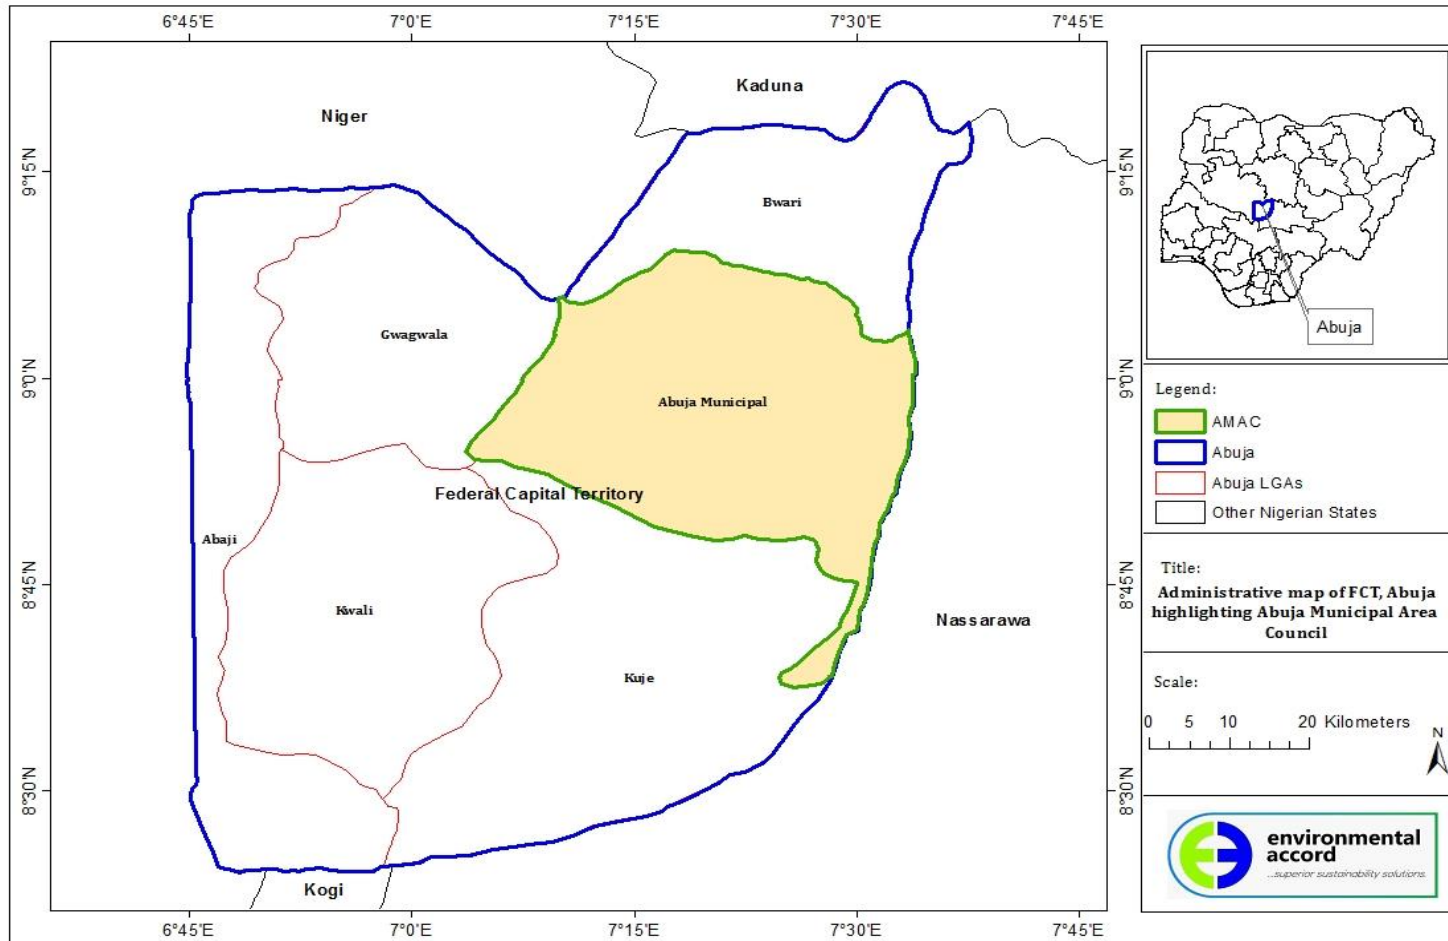 6°45'E 7°0'E 7°15'E 7°30'E 7°45'E
Kaduna
Niger
9°15'N 9°15'N
Bwari
Gwagwala
9°0'N 9°0'N
Abuja Municipal
Federal Capital Territory
Abaji
8°45'N 8°45'N
Kwali
Nassarawa
Kuje
8°30'N 8°30'N
Kogi
6°45'E 7°0'E 7°15'E 7°30'E 7°45'E
Abuja
Legend:
AMAC
Abuja
Abuja LGAs
Other Nigerian States
Title:
Administrative map of FCT, Abuja
highlighting Abuja Municipal Area
Council
Scale:
0 5 10 20 Kilometers
N
environmental
accord
...superior sustainability solutions.